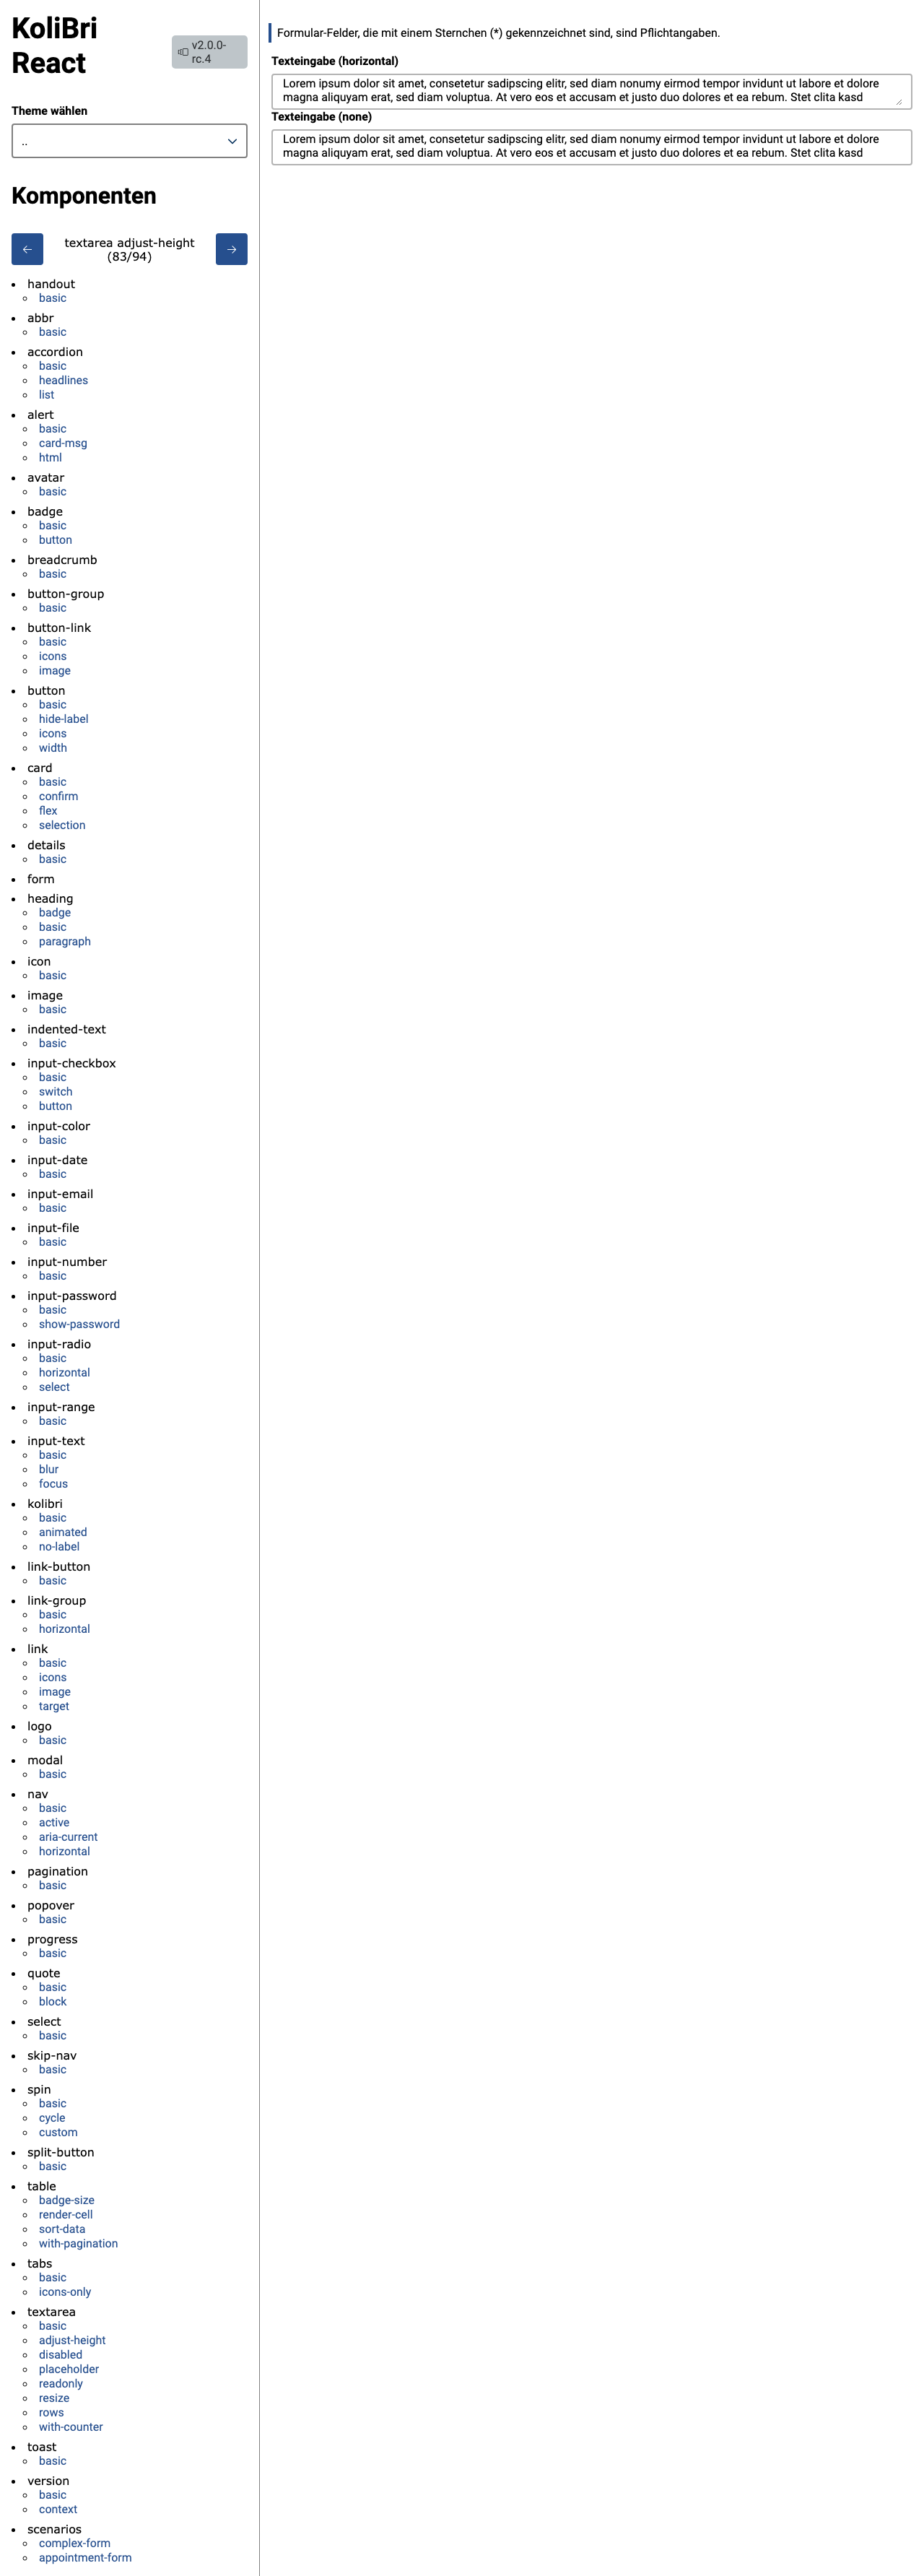 KoliBri
React
v2.0.0-
rc.4
Theme wählen
..
Komponenten
←
textarea adjust-height
(83/94)
→
handout
basic
abbr
basic
accordion
basic
headlines
list
alert
basic
card-msg
html
avatar
basic
badge
basic
button
breadcrumb
basic
button-group
basic
button-link
basic
icons
image
button
basic
hide-label
icons
width
card
basic
confirm
flex
selection
details
basic
form
heading
badge
basic
paragraph
icon
basic
image
basic
indented-text
basic
input-checkbox
basic
switch
button
input-color
basic
input-date
basic
input-email
basic
input-file
basic
input-number
basic
input-password
basic
show-password
input-radio
basic
horizontal
select
input-range
basic
input-text
basic
blur
focus
kolibri
basic
animated
no-label
link-button
basic
link-group
basic
horizontal
link
basic
icons
image
target
logo
basic
modal
basic
nav
basic
active
aria-current
horizontal
pagination
basic
popover
basic
progress
basic
quote
basic
block
select
basic
skip-nav
basic
spin
basic
cycle
custom
split-button
basic
table
badge-size
render-cell
sort-data
with-pagination
tabs
basic
icons-only
textarea
basic
adjust-height
disabled
placeholder
readonly
resize
rows
with-counter
toast
basic
version
basic
context
scenarios
complex-form
appointment-form
Formular-Felder, die mit einem Sternchen (*) gekennzeichnet sind, sind Pflichtangaben.
Texteingabe (horizontal)
Lorem ipsum dolor sit amet, consetetur sadipscing elitr, sed diam nonumy eirmod tempor invidunt ut labore et dolore
magna aliquyam erat, sed diam voluptua. At vero eos et accusam et justo duo dolores et ea rebum. Stet clita kasd
Texteingabe (none)
Lorem ipsum dolor sit amet, consetetur sadipscing elitr, sed diam nonumy eirmod tempor invidunt ut labore et dolore
magna aliquyam erat, sed diam voluptua. At vero eos et accusam et justo duo dolores et ea rebum. Stet clita kasd